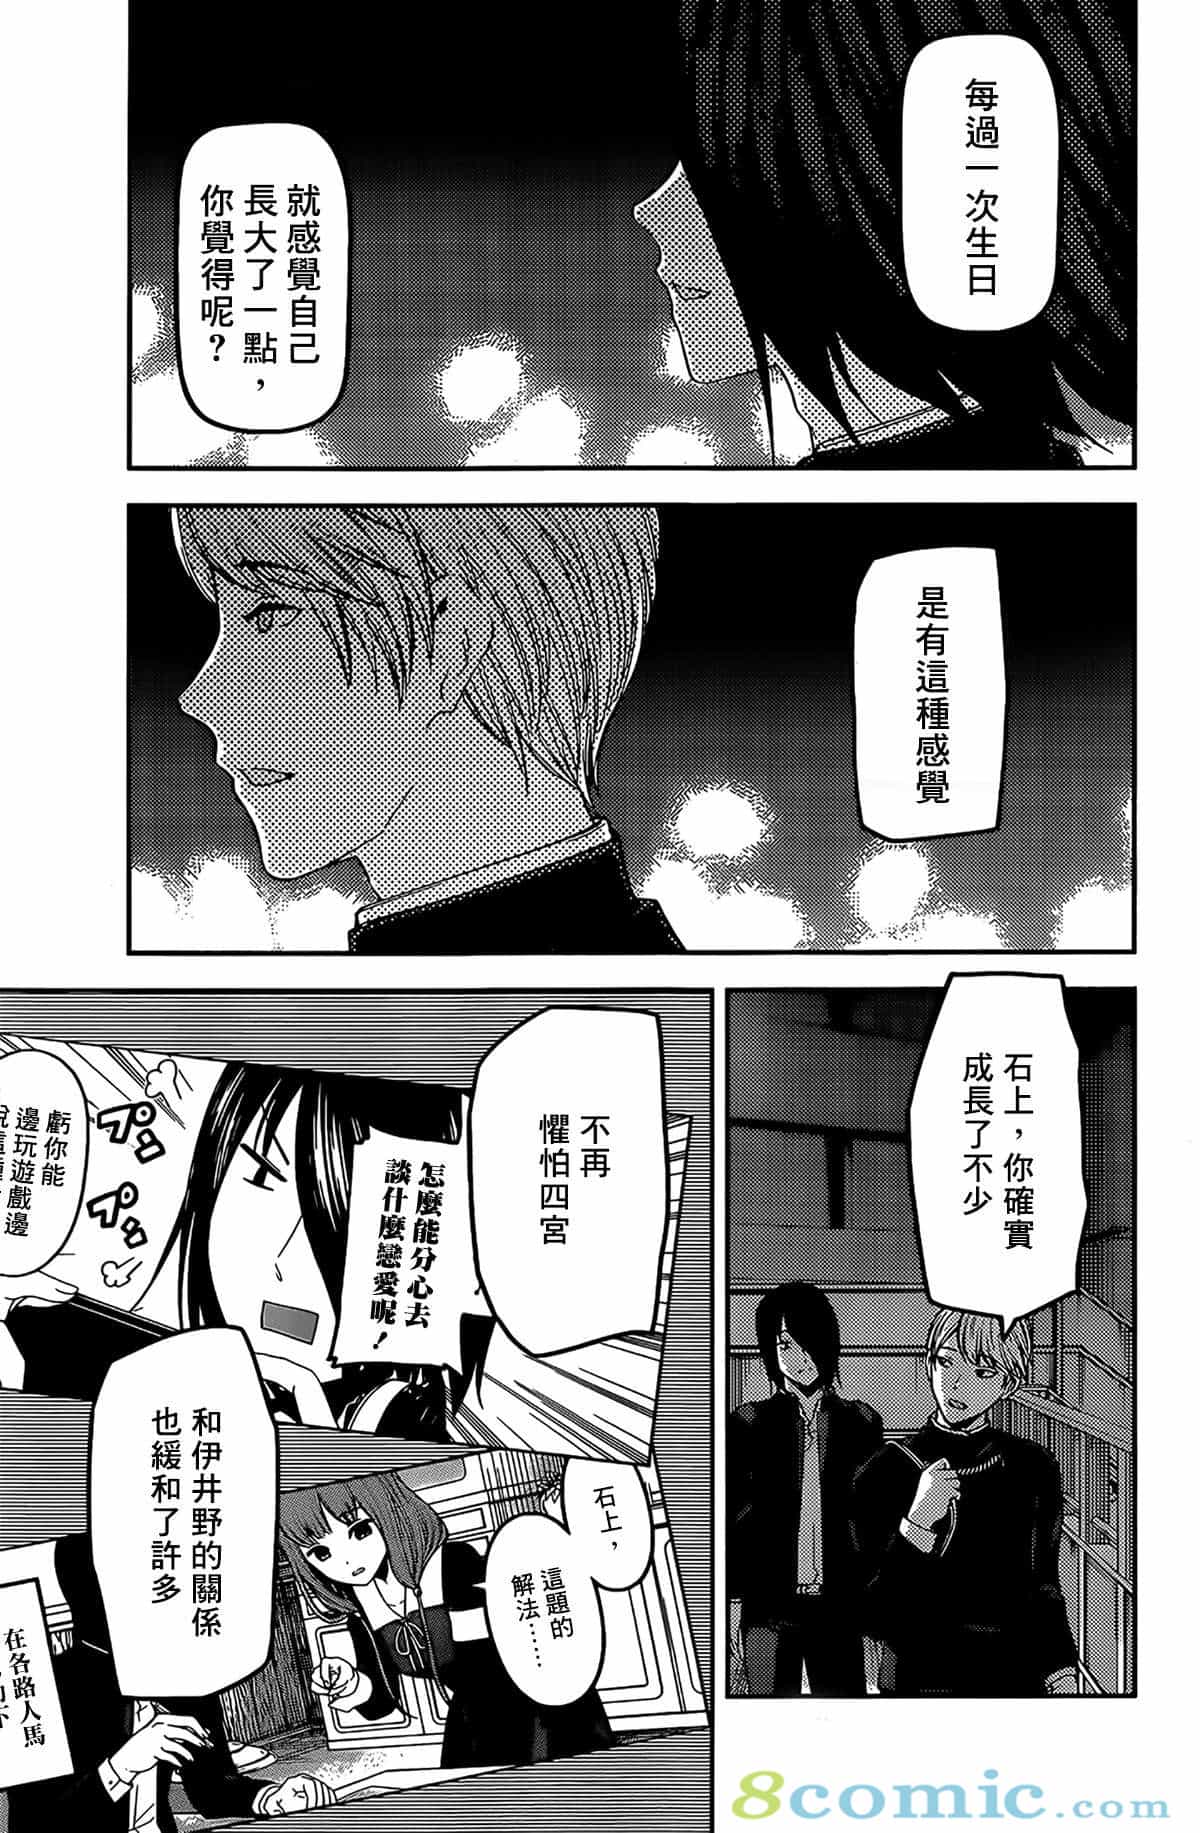 每過一次生日
就感覺自己
長大了一點，
你覺得呢？
是有這種感覺
石上，你確實
成長了不少
不再
懼怕四宮
怎麼能分心去
談什麼戀愛呢！
プン
プン
虧你能
邊玩遊戲邊
石上，
這題的
解法……
和伊井野的關係
也緩和了許多
在各路人馬
8comic.com